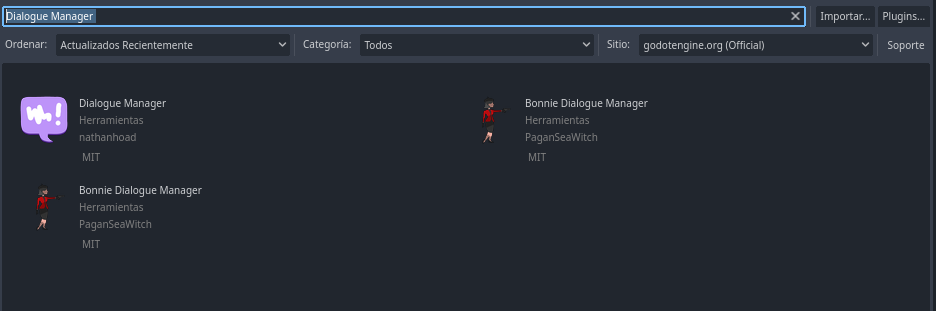 Dialogue Manager
Importar... Plugins...
Ordenar: Actualizados Recientemente Categoría: Todos Sitio: godotengine.org (Official) Soporte
Dialogue Manager
Herramientas
nathanhoad
MIT
Bonnie Dialogue Manager
Herramientas
PaganSeaWitch
MIT
Bonnie Dialogue Manager
Herramientas
PaganSeaWitch
MIT